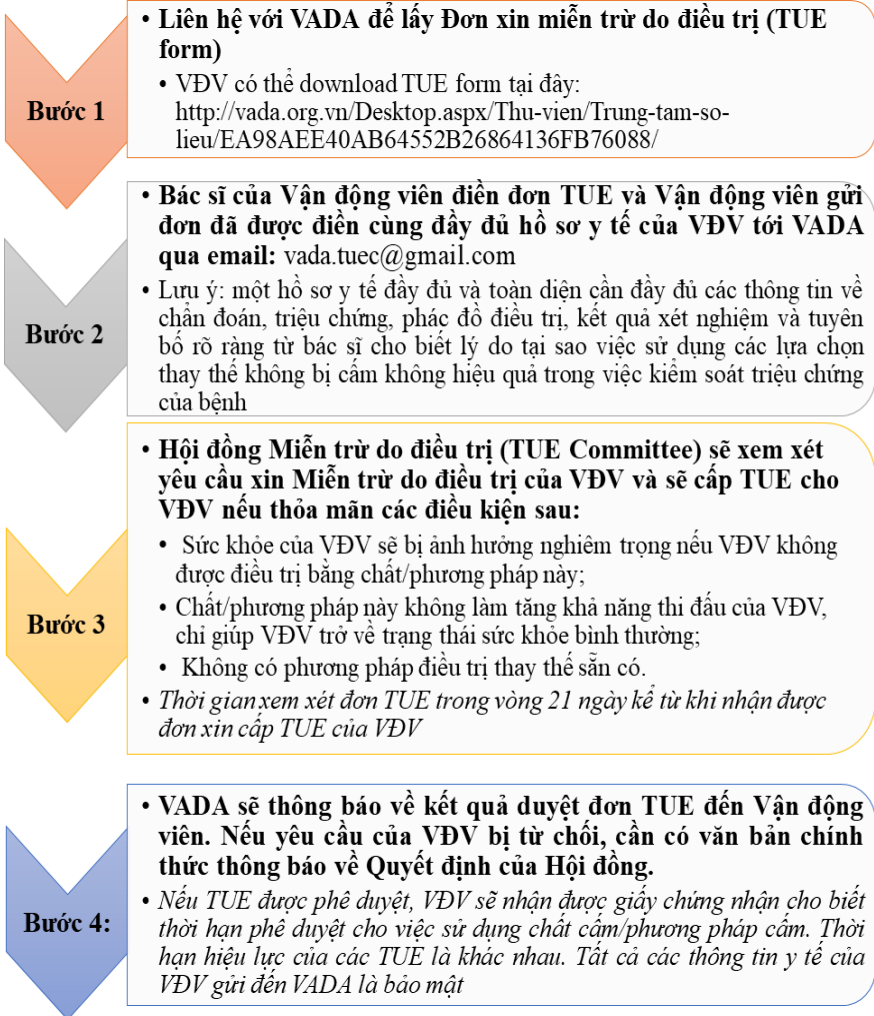 Bước 1
• Liên hệ với VADA để lấy Đơn xin miễn trừ do điều trị (TUE
form)
• VĐV có thể download TUE form tại đây:
http://vada.org.vn/Desktop.aspx/Thu-vien/Trung-tam-so-
lieu/EA98AEE40AB64552B26864136FB76088/
Bước 2
• Bác sĩ của Vận động viên điền đơn TUE và Vận động viên gửi
đơn đã được điền cùng đầy đủ hồ sơ y tế của VĐV tới VADA
qua email: vada.tuec@gmail.com
• Lưu ý: một hồ sơ y tế đầy đủ và toàn diện cần đầy đủ các thông tin về
chẩn đoán, triệu chứng, phác đồ điều trị, kết quả xét nghiệm và tuyên
bố rõ ràng từ bác sĩ cho biết lý do tại sao việc sử dụng các lựa chọn
thay thế không bị cấm không hiệu quả trong việc kiểm soát triệu chứng
của bệnh
Bước 3
• Hội đồng Miễn trừ do điều trị (TUE Committee) sẽ xem xét
yêu cầu xin Miễn trừ do điều trị của VĐV và sẽ cấp TUE cho
VĐV nếu thỏa mãn các điều kiện sau:
• Sức khỏe của VĐV sẽ bị ảnh hưởng nghiêm trọng nếu VĐV không
được điều trị bằng chất/phương pháp này;
• Chất/phương pháp này không làm tăng khả năng thi đấu của VĐV,
chỉ giúp VĐV trở về trạng thái sức khỏe bình thường;
• Không có phương pháp điều trị thay thế sẵn có.
• Thời gian xem xét đơn TUE trong vòng 21 ngày kể từ khi nhận được
đơn xin cấp TUE của VĐV
Bước 4:
• VADA sẽ thông báo về kết quả duyệt đơn TUE đến Vận động
viên. Nếu yêu cầu của VĐV bị từ chối, cần có văn bản chính
thức thông báo về Quyết định của Hội đồng.
• Nếu TUE được phê duyệt, VĐV sẽ nhận được giấy chứng nhận cho biết
thời hạn phê duyệt cho việc sử dụng chất cấm/phương pháp cấm. Thời
hạn hiệu lực của các TUE là khác nhau. Tất cả các thông tin y tế của
VĐV gửi đến VADA là bảo mật